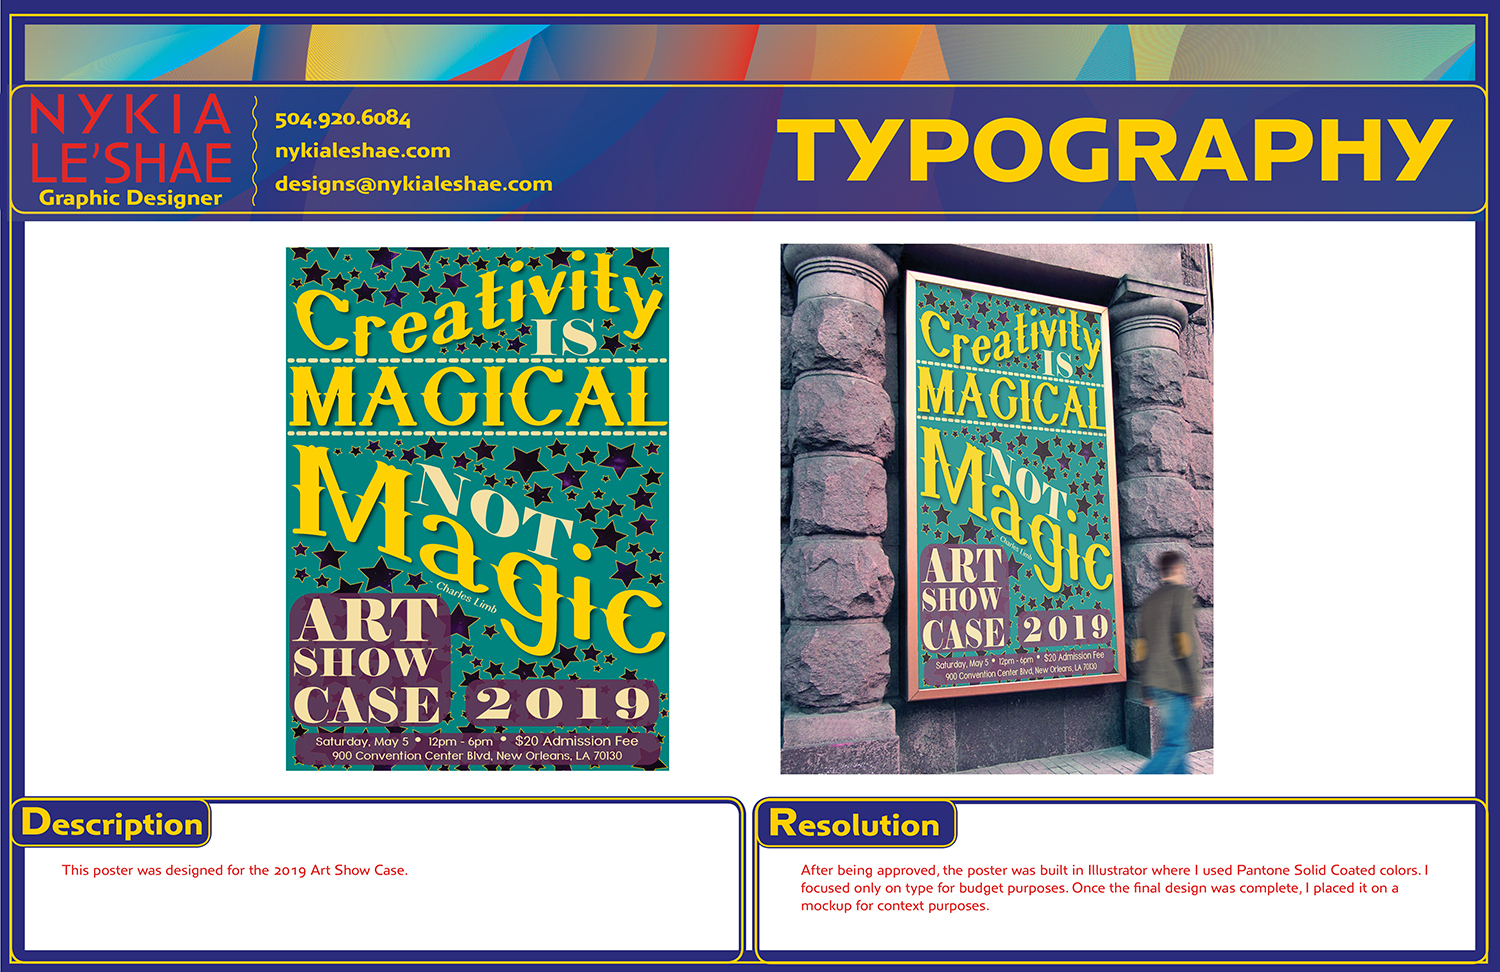 NYKIA
LE'SHAE
Graphic Designer
504.920.6084
nykialeshae.com
designs@nykialeshae.com
TYPOGRAPHY
Creativity
IS
MAGICAL
NOT
Magic
Charles Limb
ART
SHOW
CASE
2019
Saturday, May 5 • 12pm - 6pm • $20 Admission Fee
900 Convention Center Blvd, New Orleans, LA 70130
Creativity
IS
MAGICAL
NOT
Magic
Charles Limb
ART
SHOW
CASE
2019
Saturday, May 5 • 12pm - 6pm • $20 Admission Fee
900 Convention Center Blvd, New Orleans, LA 70130
Description
This poster was designed for the 2019 Art Show Case.
Resolution
After being approved, the poster was built in Illustrator where I used Pantone Solid Coated colors. I
focused only on type for budget purposes. Once the final design was complete, I placed it on a
mockup for context purposes.